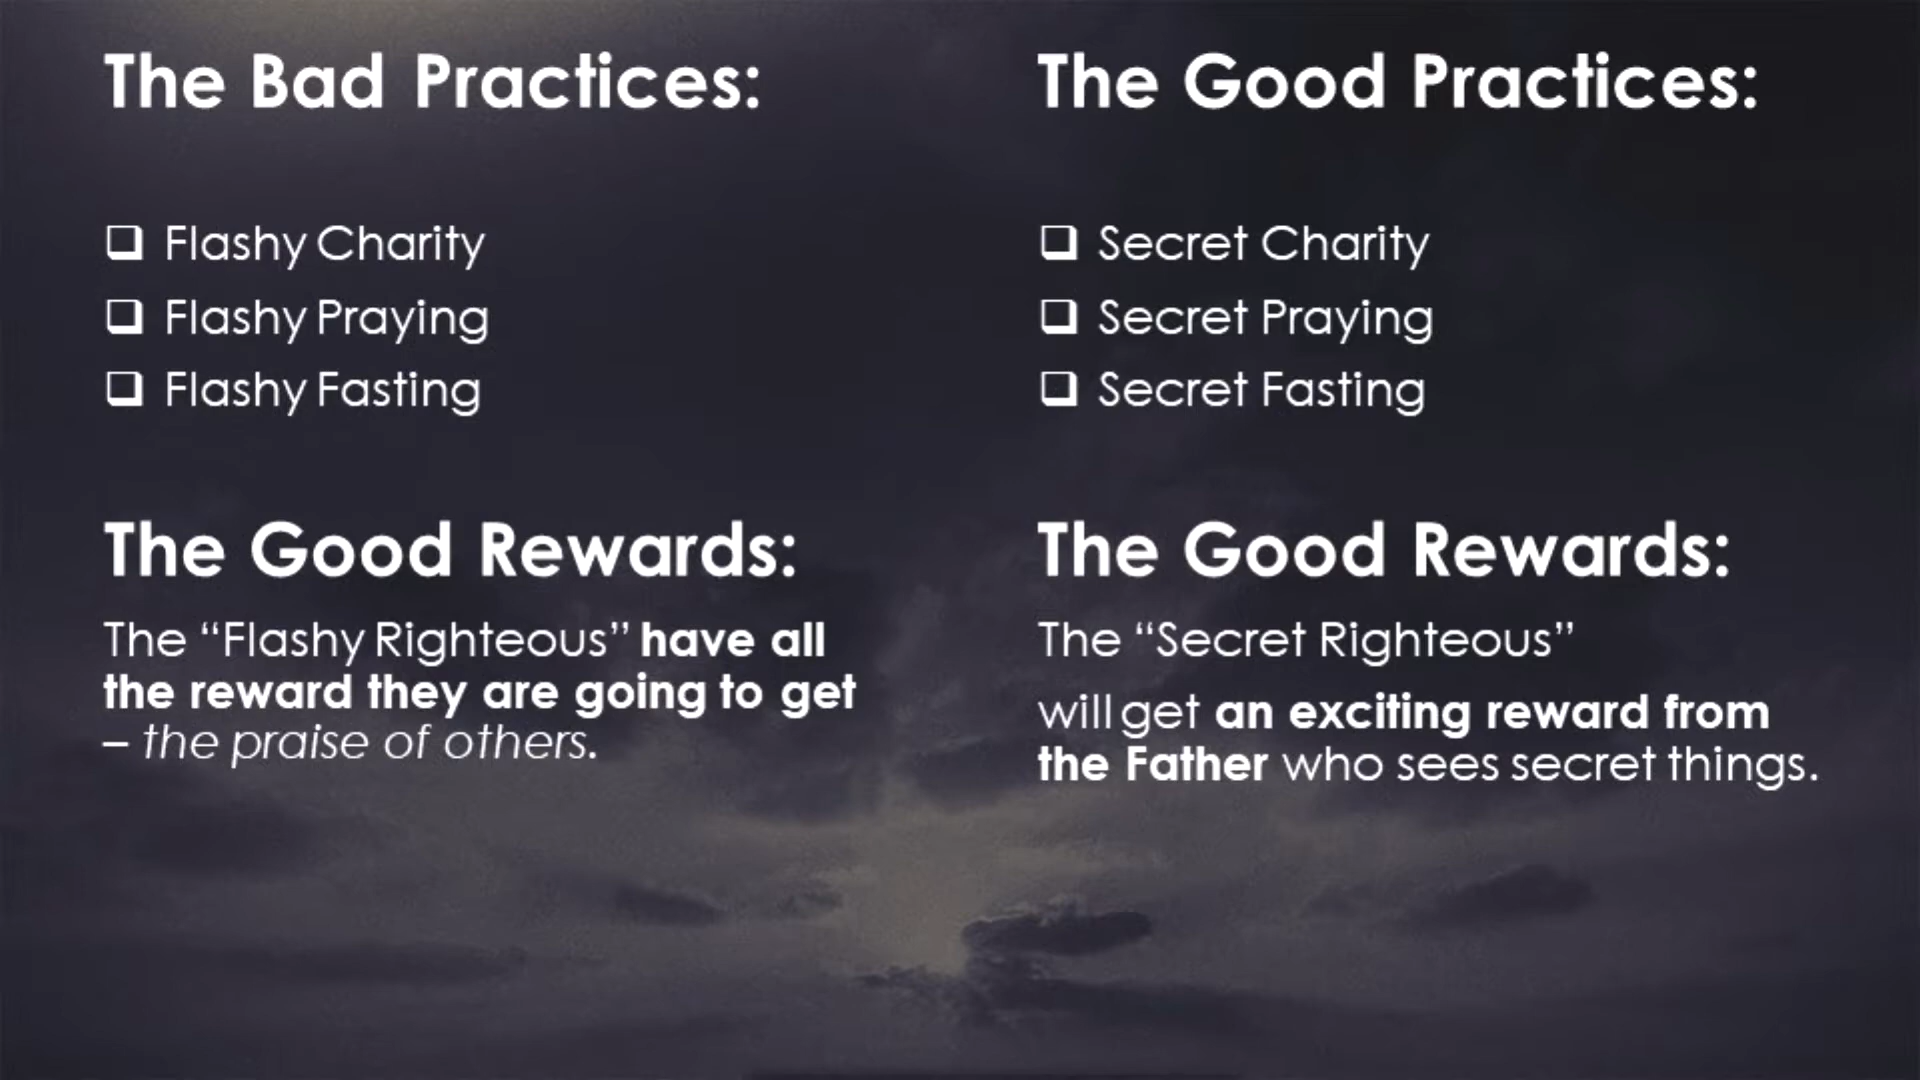 The Bad Practices:
❑ Flashy Charity
❑ Flashy Praying
❑ Flashy Fasting
The Good Rewards:
The “Flashy Righteous” have all
the reward they are going to get
– the praise of others.
The Good Practices:
❑ Secret Charity
❑ Secret Praying
❑ Secret Fasting
The Good Rewards:
The “Secret Righteous”
will get an exciting reward from
the Father who sees secret things.